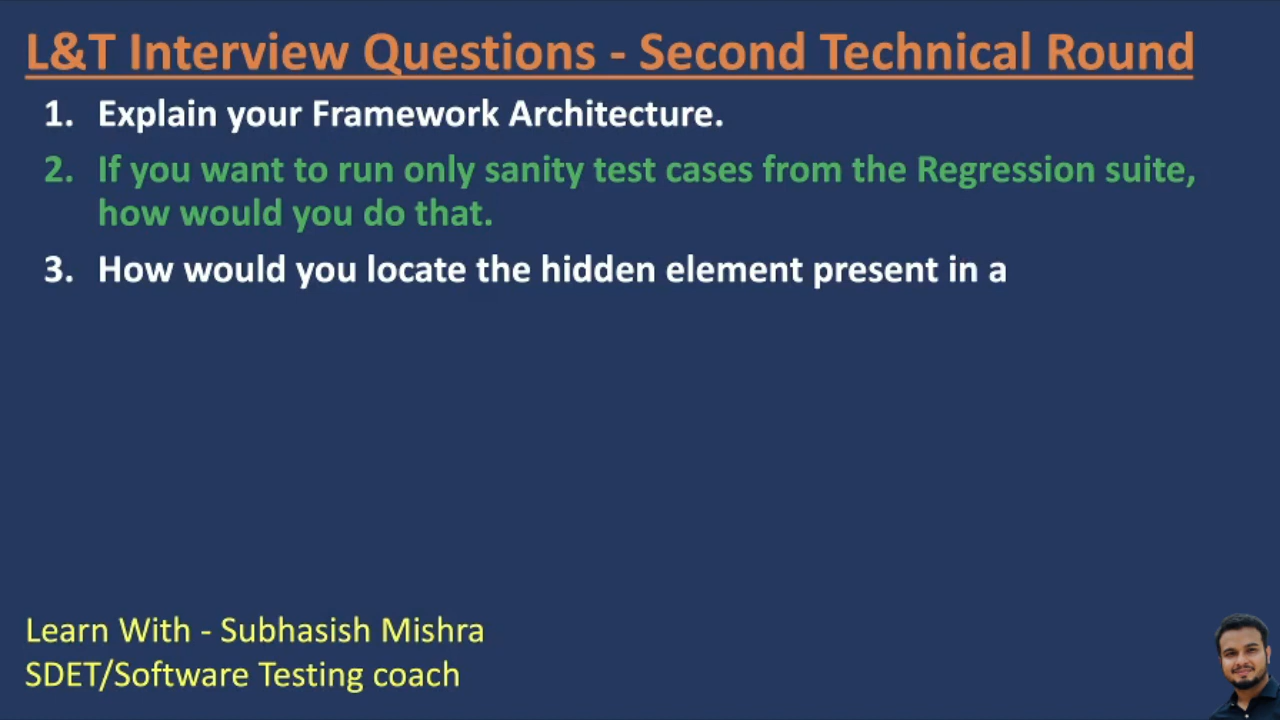 L&T Interview Questions - Second Technical Round
1. Explain your Framework Architecture.
2. If you want to run only sanity test cases from the Regression suite,
how would you do that.
3. How would you locate the hidden element present in a
Learn With - Subhasish Mishra
SDET/Software Testing coach